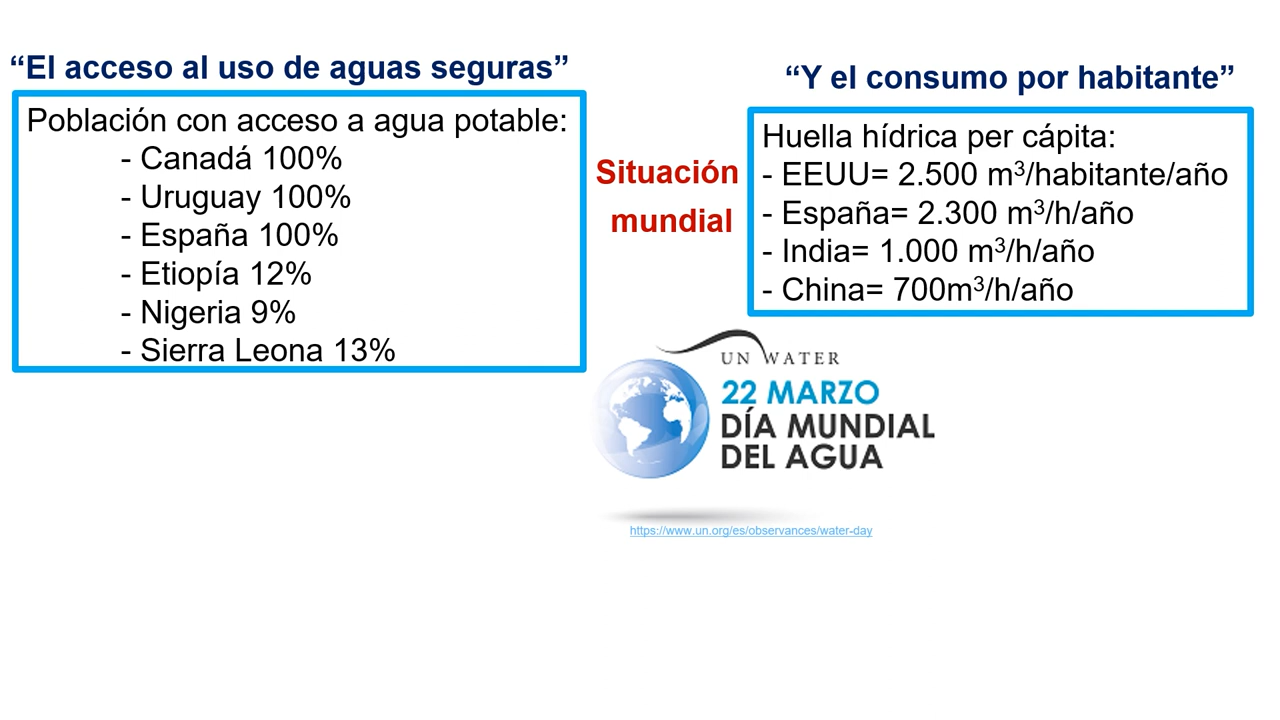 “El acceso al uso de aguas seguras”
Población con acceso a agua potable:
- Canadá 100%
- Uruguay 100%
- España 100%
- Etiopía 12%
- Nigeria 9%
- Sierra Leona 13%
Situación
mundial
“Y el consumo por habitante”
Huella hídrica per cápita:
- EEUU= 2.500 m³/habitante/año
- España= 2.300 m³/h/año
- India= 1.000 m³/h/año
- China= 700m³/h/año
UN WATER
22 MARZO
DÍA MUNDIAL
DEL AGUA
https://www.un.org/es/observances/water-day